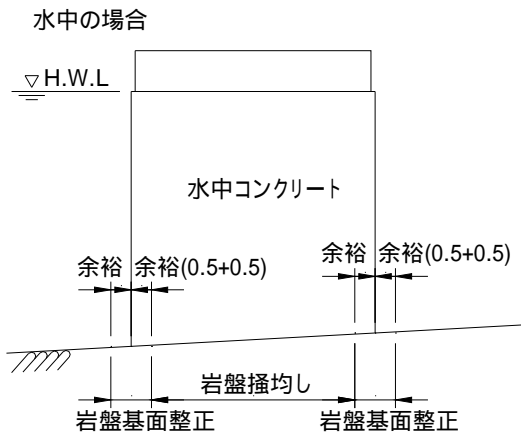 水中の場合
▽H.W.L
水中コンクリート
余裕 余裕(0.5+0.5)
余裕 余裕(0.5+0.5)
岩盤掻均し
岩盤基面整正
岩盤基面整正